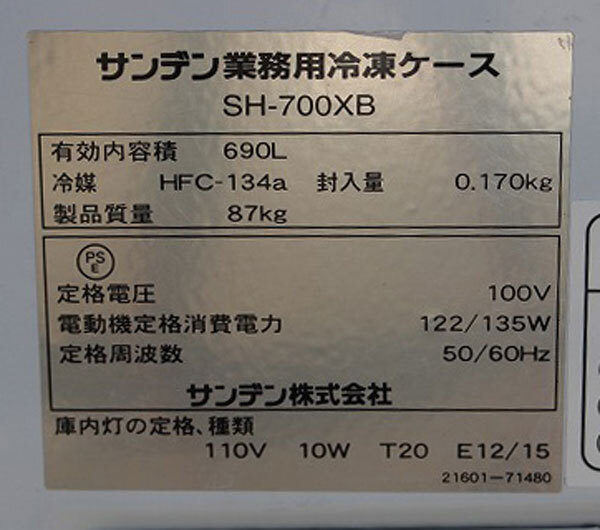 サンデン業務用冷凍ケース
SH-700XB
有効内容積 690L
冷媒 HFC-134a 封入量 0.170kg
製品質量 87kg
PS
E
定格電圧 100V
電動機定格消費電力 122/135W
定格周波数 50/60Hz
サンデン株式会社
庫内灯の定格、種類
110V 10W T20 E12/15
21601-71480